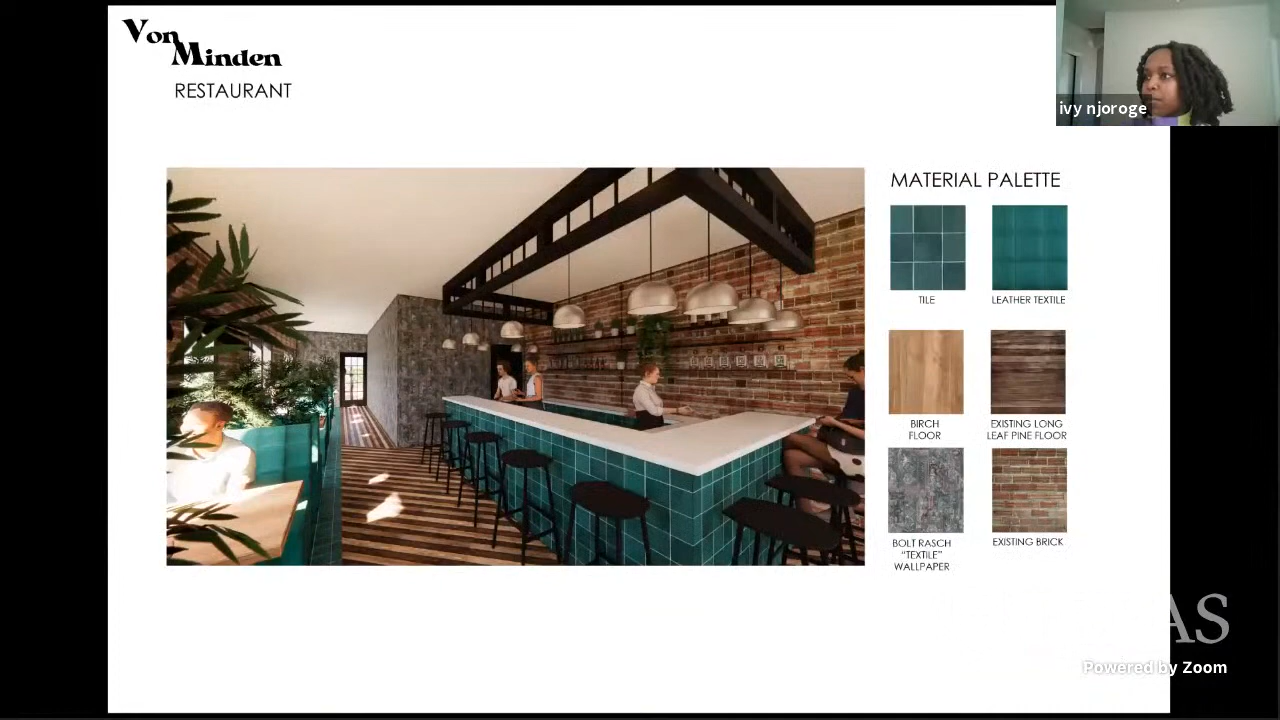 Von
Minden
RESTAURANT
ivy njoroge
MATERIAL PALETTE
TILE
LEATHER TEXTILE
BIRCH
FLOOR
EXISTING LONG
LEAF PINE FLOOR
BOLT RASCH
"TEXTILE"
WALLPAPER
EXISTING BRICK
AS
Powered by Zoom